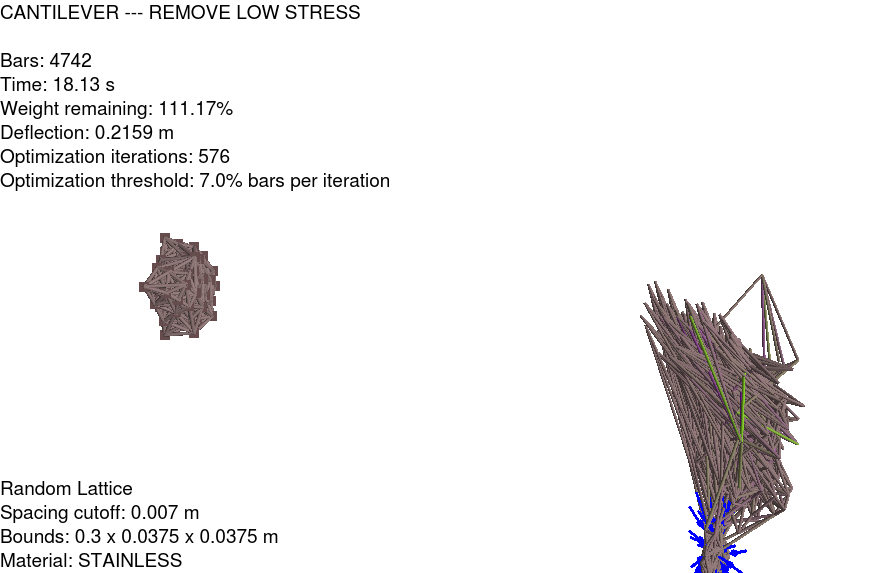 CANTILEVER --- REMOVE LOW STRESS
Bars: 4742
Time: 18.13 s
Weight remaining: 111.17%
Deflection: 0.2159 m
Optimization iterations: 576
Optimization threshold: 7.0% bars per iteration
Random Lattice
Spacing cutoff: 0.007 m
Bounds: 0.3 x 0.0375 x 0.0375 m
Material: STAINLESS